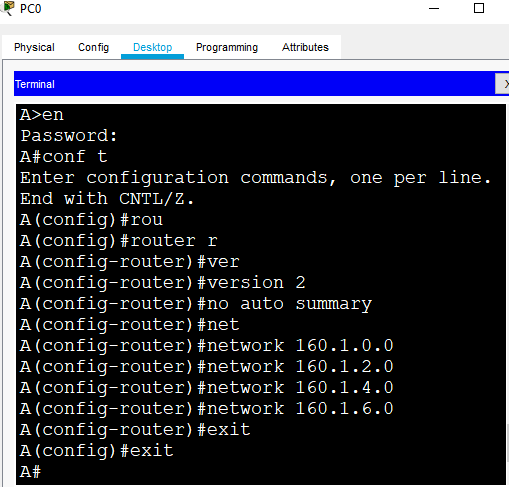 PC0
Physical Config Desktop Programming Attributes
Terminal X
A>en
Password:
A#conf t
Enter configuration commands, one per line.
End with CNTL/Z.
A(config)#rou
A(config)#router r
A(config-router)#ver
A(config-router)#version 2
A(config-router)#no auto summary
A(config-router)#net
A(config-router)#network 160.1.0.0
A(config-router)#network 160.1.2.0
A(config-router)#network 160.1.4.0
A(config-router)#network 160.1.6.0
A(config-router)#exit
A(config)#exit
A#